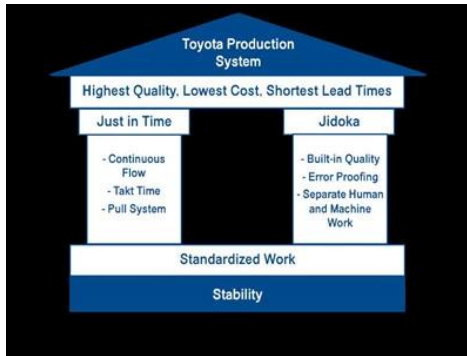 Toyota Production
System
Highest Quality, Lowest Cost, Shortest Lead Times
Just in Time
- Continuous
Flow
- Takt Time
- Pull System
Jidoka
- Built-in Quality
- Error Proofing
- Separate Human
and Machine
Work
Standardized Work
Stability